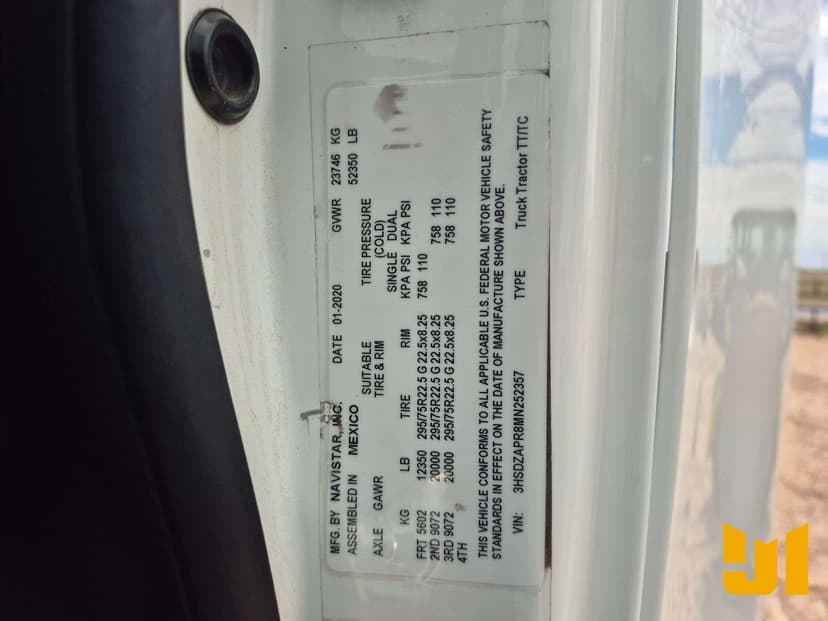 MFG. BY NAVISTAR, INC. DATE 01-2020 GVWR 23746 KG
ASSEMBLED IN MEXICO 52350 LB
SUITABLE TIRE PRESSURE
AXLE GAWR TIRE & RIM (COLD)
SINGLE DUAL
KG LB TIRE RIM KPA PSI KPA PSI
FRT 5602 12350 295/75R22.5 G 22.5x8.25 758 110
2ND 9072 20000 295/75R22.5 G 22.5x8.25 758 110
3RD 9072 20000 295/75R22.5 G 22.5x8.25 758 110
4TH
THIS VEHICLE CONFORMS TO ALL APPLICABLE U.S. FEDERAL MOTOR VEHICLE SAFETY
STANDARDS IN EFFECT ON THE DATE OF MANUFACTURE SHOWN ABOVE.
VIN: 3HSDZAPR8MN252357 TYPE Truck Tractor TT/TC